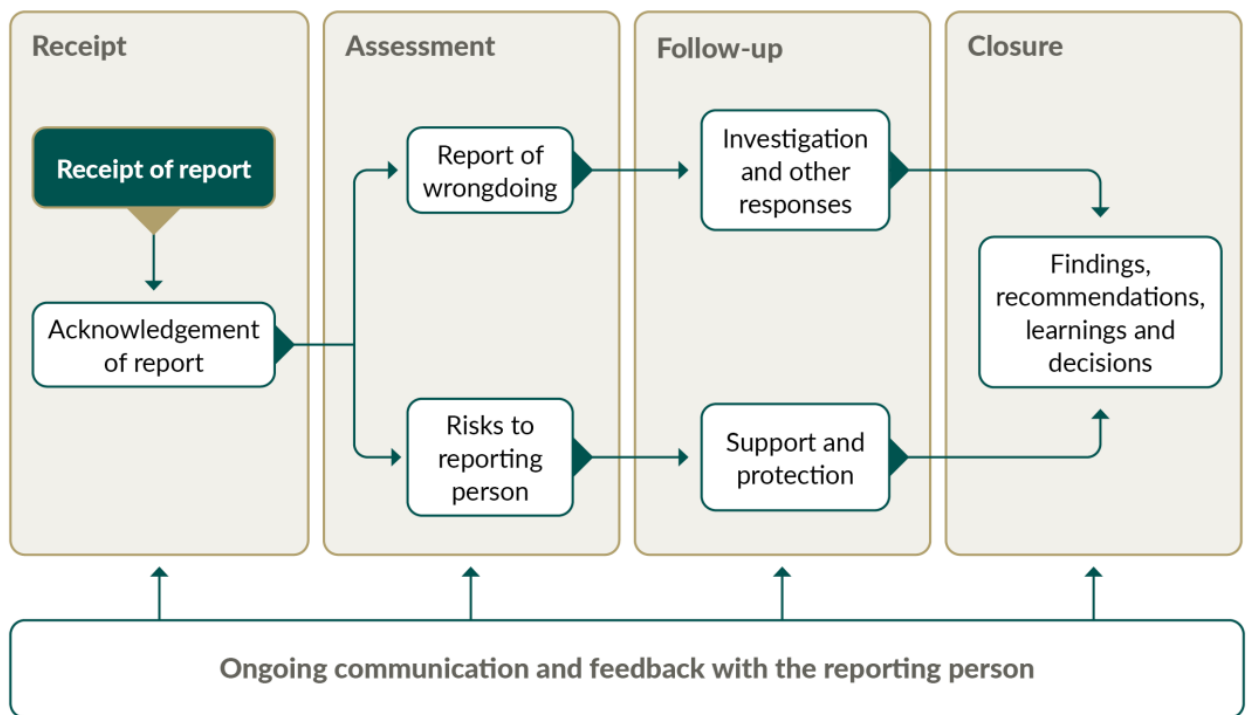 Receipt
Receipt of report
Acknowledgement
of report
Assessment
Report of
wrongdoing
Risks to
reporting
person
Follow-up
Investigation
and other
responses
Support and
protection
Closure
Findings,
recommendations,
learnings and
decisions
Ongoing communication and feedback with the reporting person